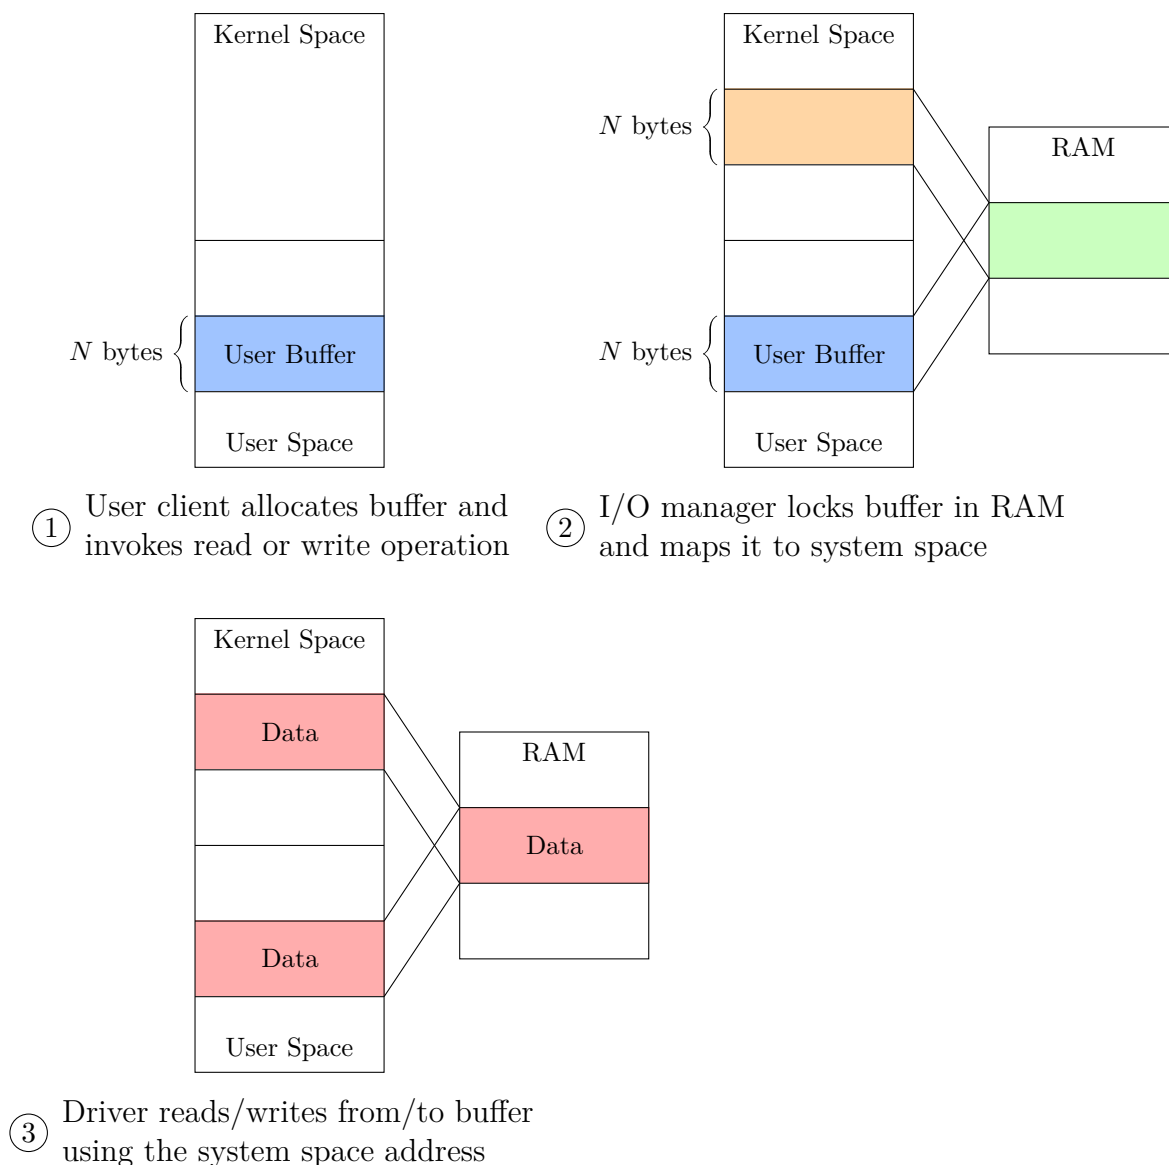 Kernel Space
N bytes
User Buffer
User Space
1 User client allocates buffer and
invokes read or write operation
Kernel Space
N bytes
RAM
N bytes
User Buffer
User Space
2 I/O manager locks buffer in RAM
and maps it to system space
Kernel Space
Data
RAM
Data
Data
User Space
3 Driver reads/writes from/to buffer
using the system space address